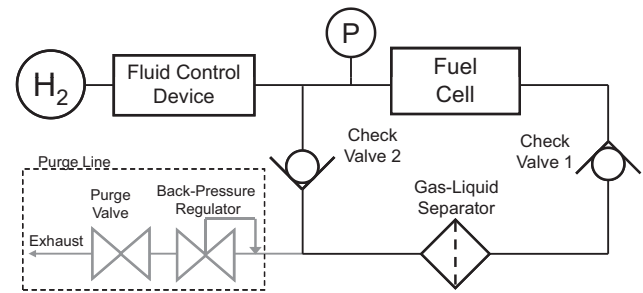 P
H2
Fluid Control
Device
Fuel
Cell
Check
Valve 2
Check
Valve 1
Purge Line
Purge
Valve
Back-Pressure
Regulator
Gas-Liquid
Separator
Exhaust